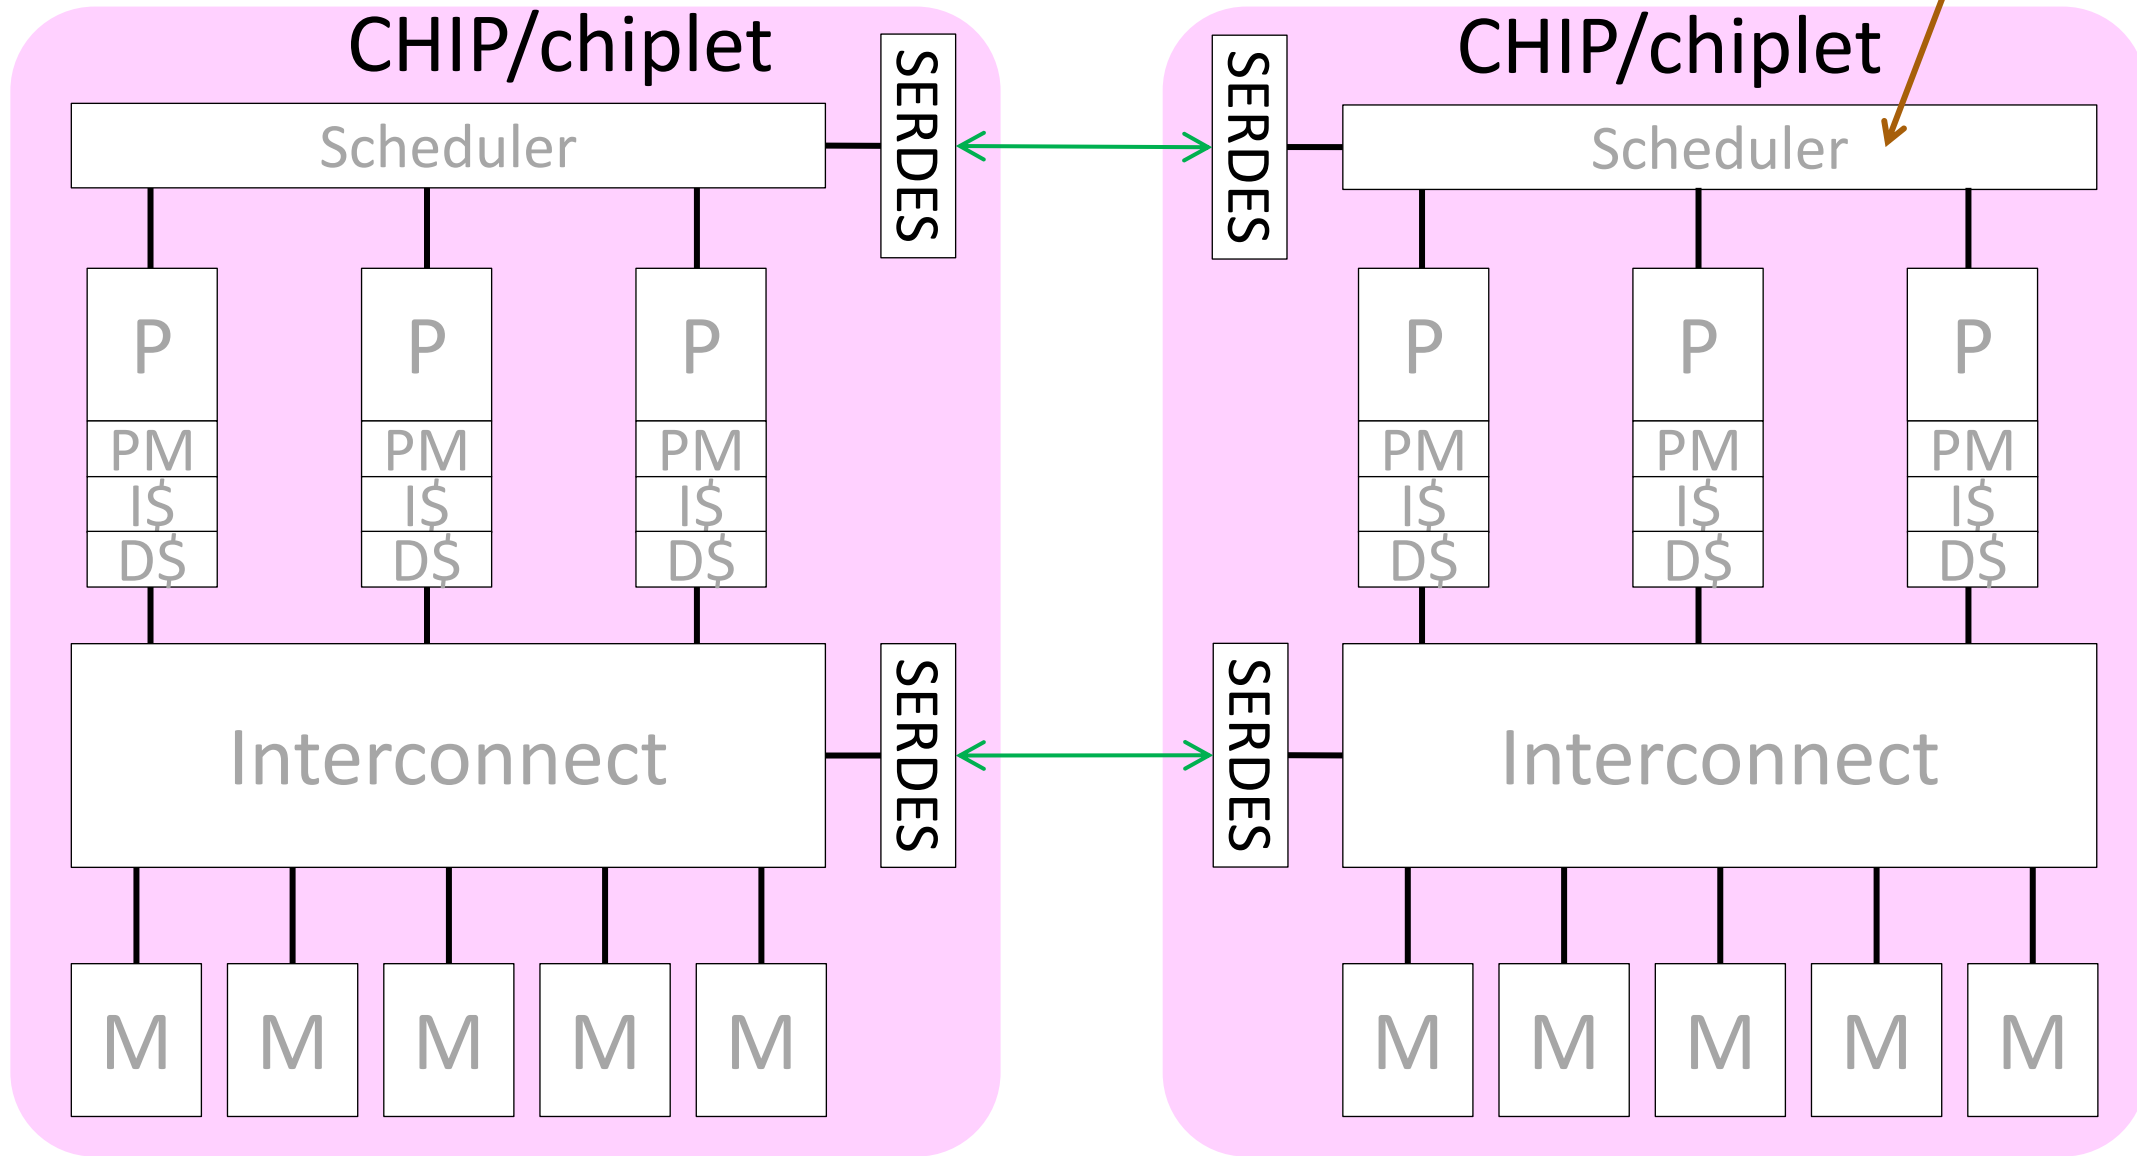 CHIP/chiplet
SERDES
Scheduler
P P P
PM PM PM
I$ I$ I$
D$ D$ D$
Interconnect
SERDES
M M M M M
CHIP/chiplet
SERDES
Scheduler
P P P
PM PM PM
I$ I$ I$
D$ D$ D$
SERDES
Interconnect
M M M M M